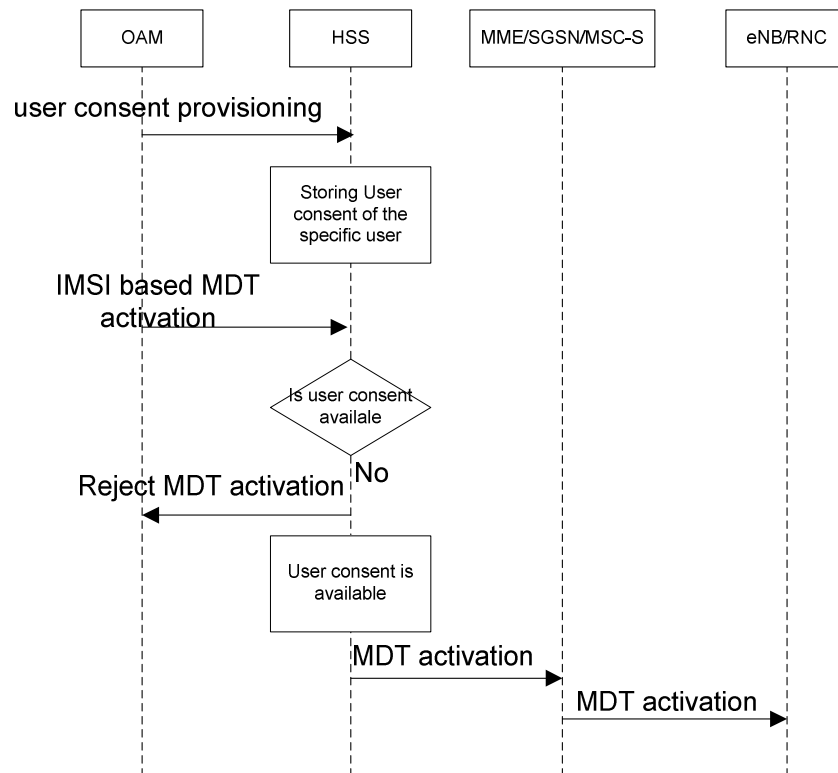 OAM
HSS
MME/SGSN/MSC-S
eNB/RNC
user consent provisioning
Storing User
consent of the
specific user
IMSI based MDT
activation
Is user consent
availale
No
Reject MDT activation
User consent is
available
MDT activation
MDT activation